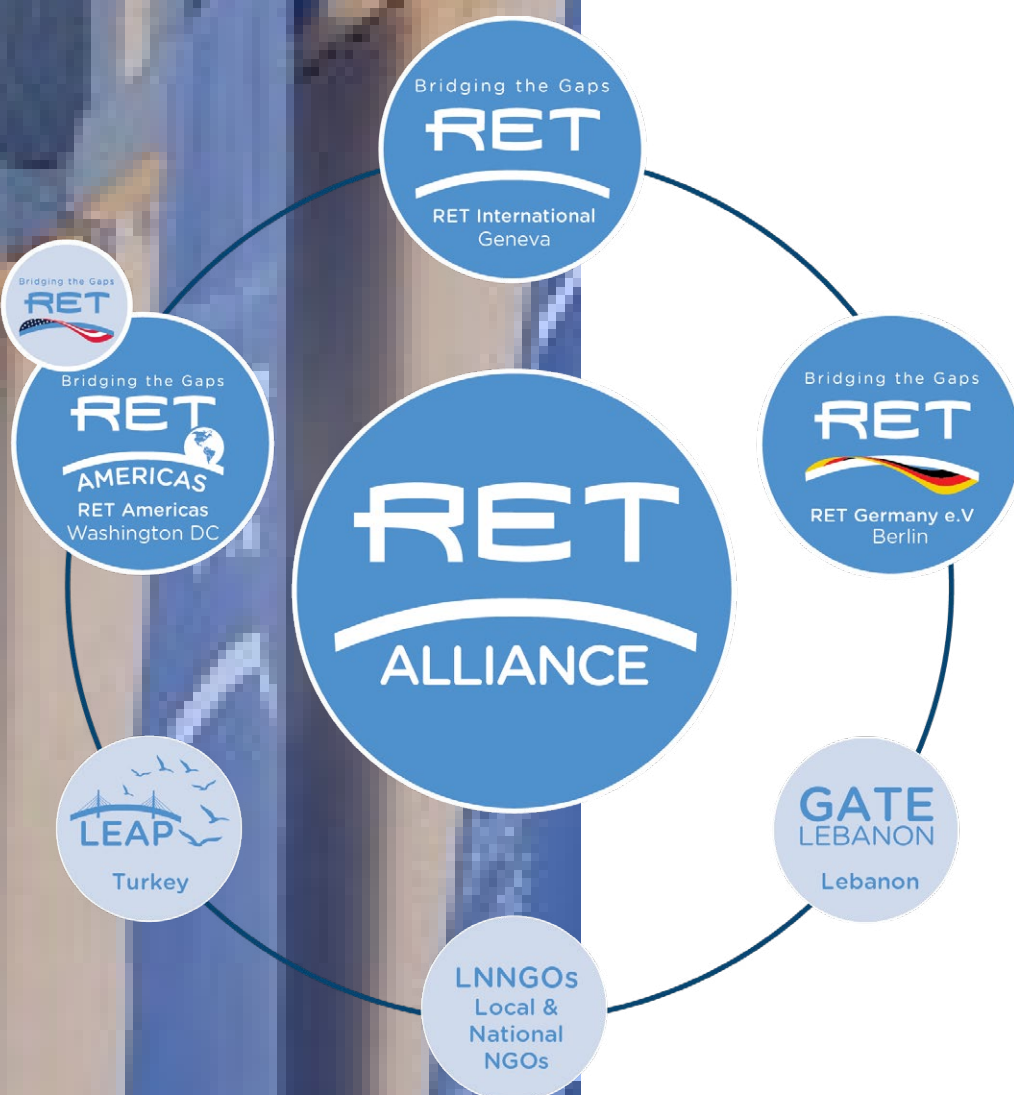 Bridging the Gaps
RET
RET International
Geneva
Bridging the Gaps
RET
Bridging the Gaps
RET
AMERICAS
RET Americas
Washington DC
Bridging the Gaps
RET
RET Germany e.V
Berlin
RET
ALLIANCE
LEAP
Turkey
GATE
LEBANON
Lebanon
LNNGOs
Local &
National
NGOs